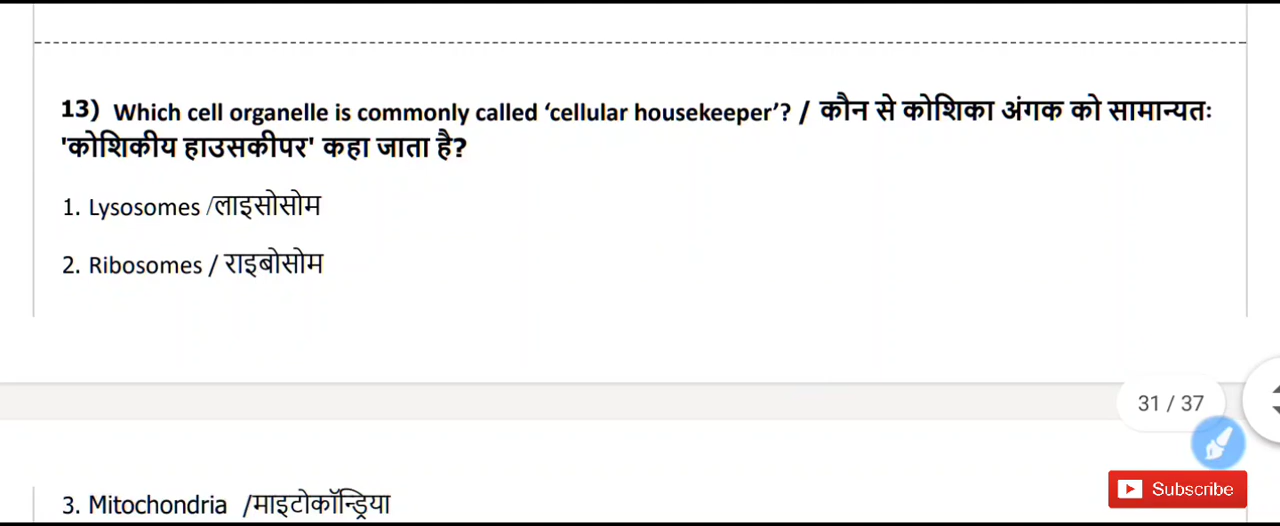 13) Which cell organelle is commonly called ‘cellular housekeeper’? / कौन से कोशिका अंगक को सामान्यतः
'कोशिकीय हाउसकीपर' कहा जाता है?
1. Lysosomes /लाइसोसोम
2. Ribosomes / राइबोसोम
31 / 37
Subscribe
3. Mitochondria /माइटोकॉन्ड्रिया